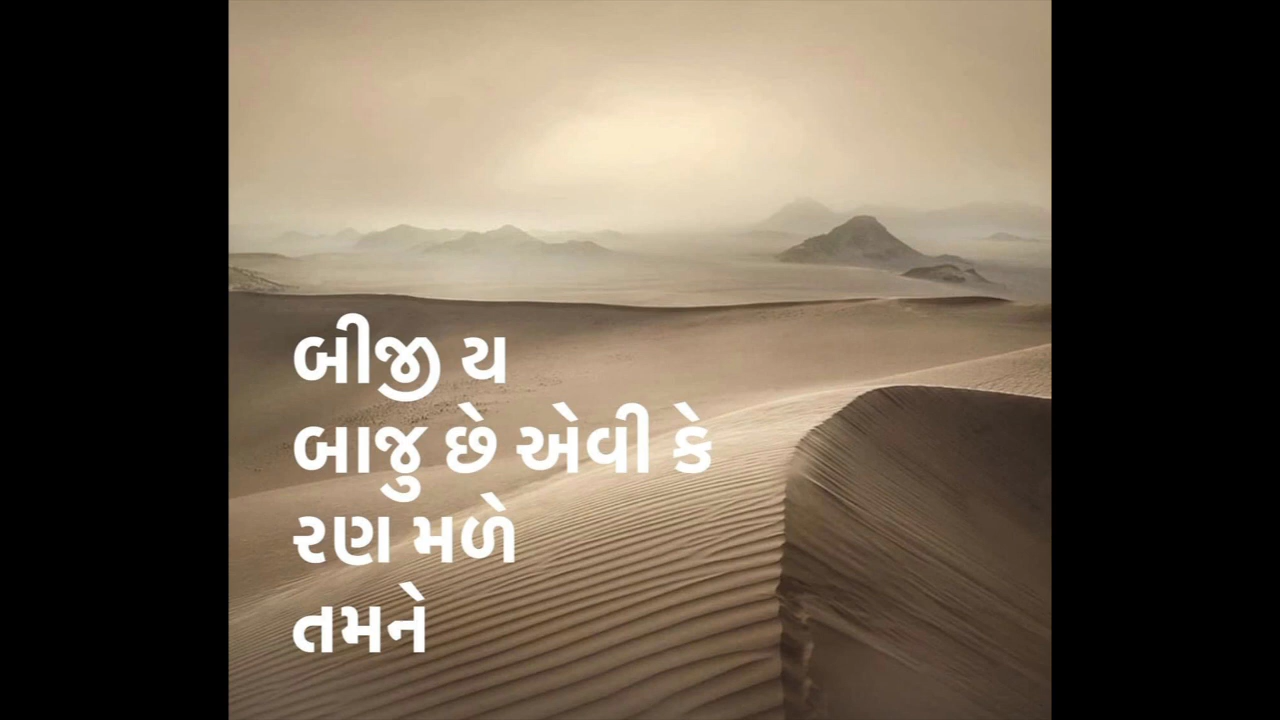 બીજી ય
બાજુ છે એવી કે
રણ મળે
તમને